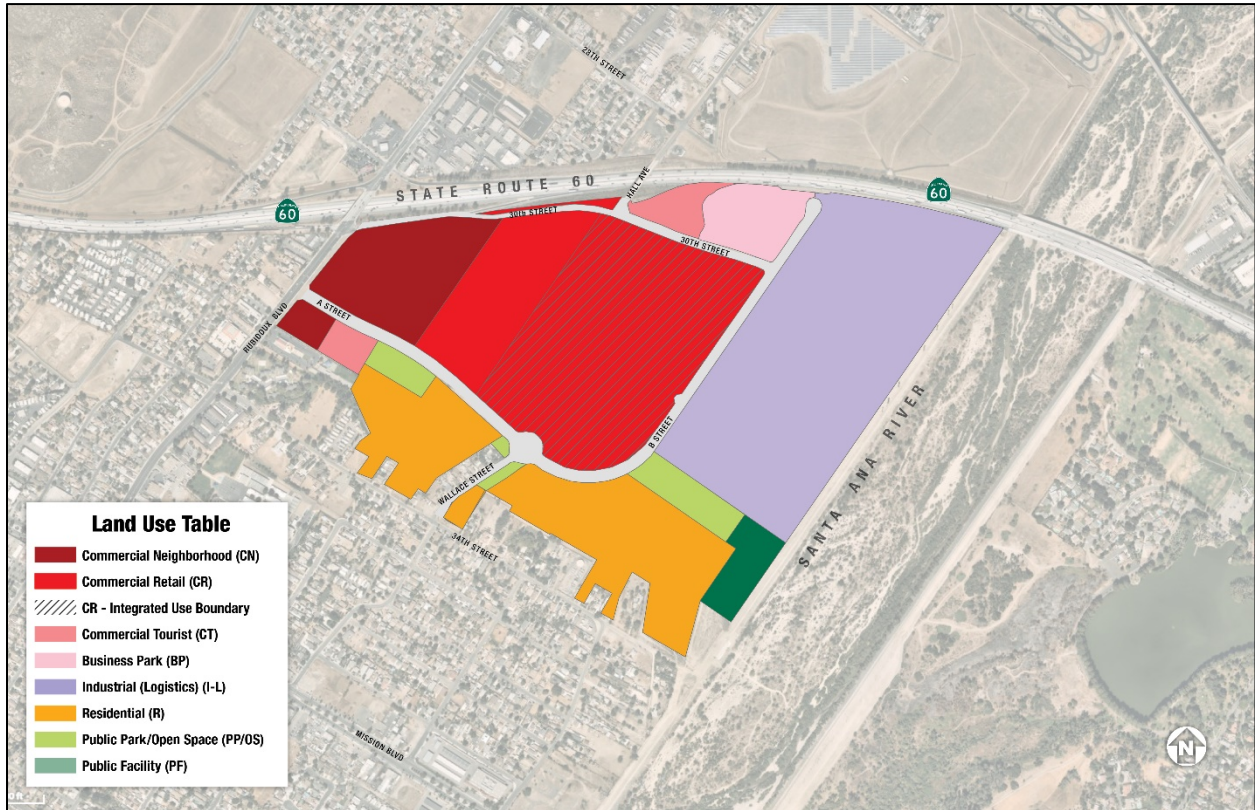 28TH STREET
STATE ROUTE 60
HALL AVE
60
60
30th STREET
30TH STREET
A STREET
RUBIDOUX BLVD
B STREET
WALLACE STREET
34TH STREET
SANTA ANA RIVER
MISSION BLVD
Land Use Table
Commercial Neighborhood (CN)
Commercial Retail (CR)
CR - Integrated Use Boundary
Commercial Tourist (CT)
Business Park (BP)
Industrial (Logistics) (I-L)
Residential (R)
Public Park/Open Space (PP/OS)
Public Facility (PF)
N